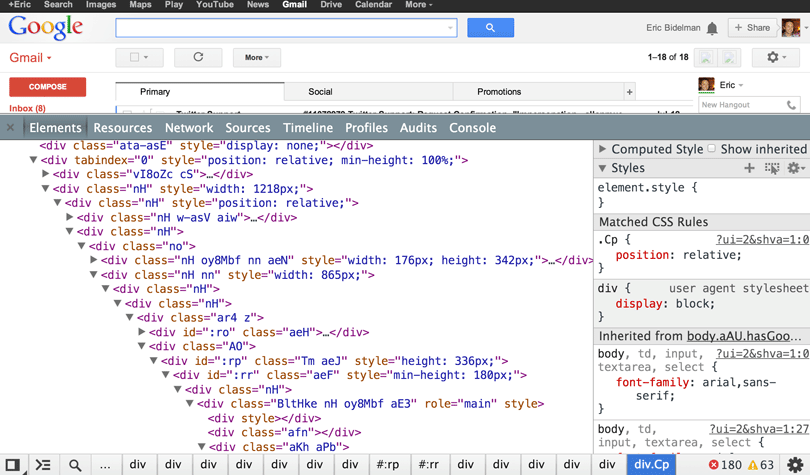 +Eric Search Images Maps Play YouTube News Gmail Drive Calendar More
Google
Eric Bidelman + Share
Gmail
More
1–18 of 18
COMPOSE
Primary Social Promotions +
Eric
New Hangout
Inbox (8)
× Elements Resources Network Sources Timeline Profiles Audits Console
<div class="ata-asE" style="display: none;"></div>
<div tabindex="0" style="position: relative; min-height: 100%;">
<div class="vI8oZc cS">…</div>
<div class="nH" style="width: 1218px;">
<div class="nH" style="position: relative;">
<div class="nH w-asV aiw">…</div>
<div class="nH">
<div class="no">
<div class="nH oy8Mbf nn aeN" style="width: 176px; height: 342px;">…</div>
<div class="nH nn" style="width: 865px;">
<div class="nH">
<div class="nH">
<div class="ar4 z">
<div id=":ro" class="aeH">…</div>
<div class="AO">
<div id=":rp" class="Tm aeJ" style="height: 336px;">
<div id=":rr" class="aeF" style="min-height: 180px;">
<div class="nH">
<div class="BltHke nH oy8Mbf aE3" role="main" style>
<div style></div>
<div class="afn"></div>
<div class="aKh aPb">
Computed Style Show inherited
Styles
element.style {
}
Matched CSS Rules
.Cp { ?ui=2&shva=1:0
position: relative;
}
div { user agent stylesheet
display: block;
}
Inherited from body.aAU.hasGoo…
body, td, input, ?ui=2&shva=1:0
textarea, select {
font-family: arial,sans-
serif;
}
body, td, ?ui=2&shva=1:27
input, textarea, select {
... div div div div div div div #:rp #:rr div div div div div div.Cp 180 63